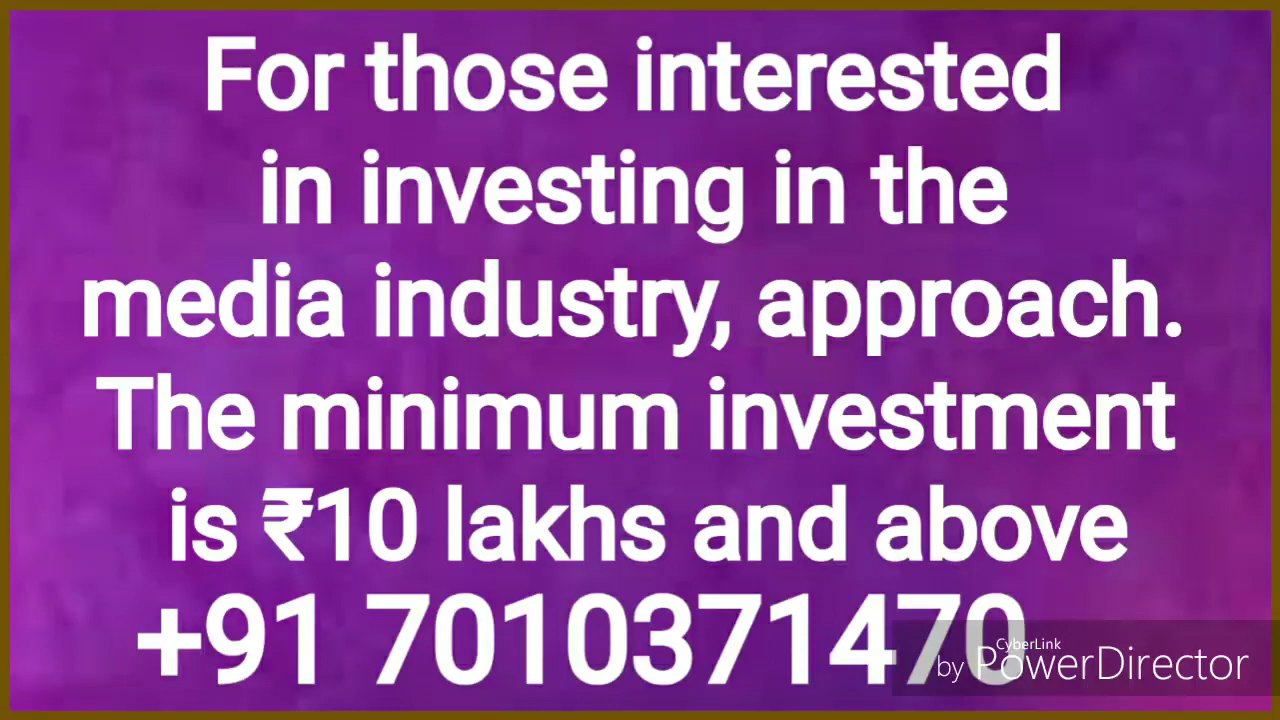 For those interested
in investing in the
media industry, approach.
The minimum investment
is ₹10 lakhs and above
+91 7010371470
CyberLink
by PowerDirector